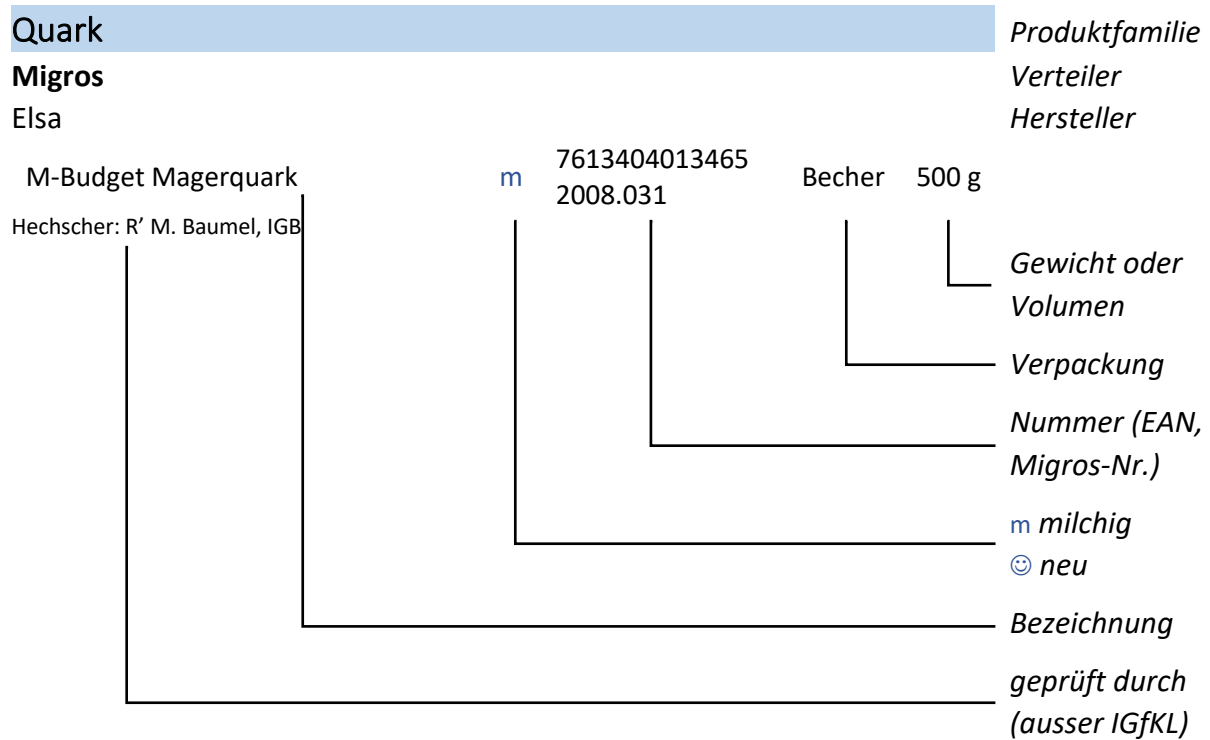 Quark Produktfamilie
Migros Verteiler
Elsa Hersteller
M-Budget Magerquark m 7613404013465 Becher 500 g
2008.031
Hechscher: R’ M. Baumel, IGB
Gewicht oder
Volumen
Verpackung
Nummer (EAN,
Migros-Nr.)
m milchig
☺ neu
Bezeichnung
geprüft durch
(ausser IGfKL)